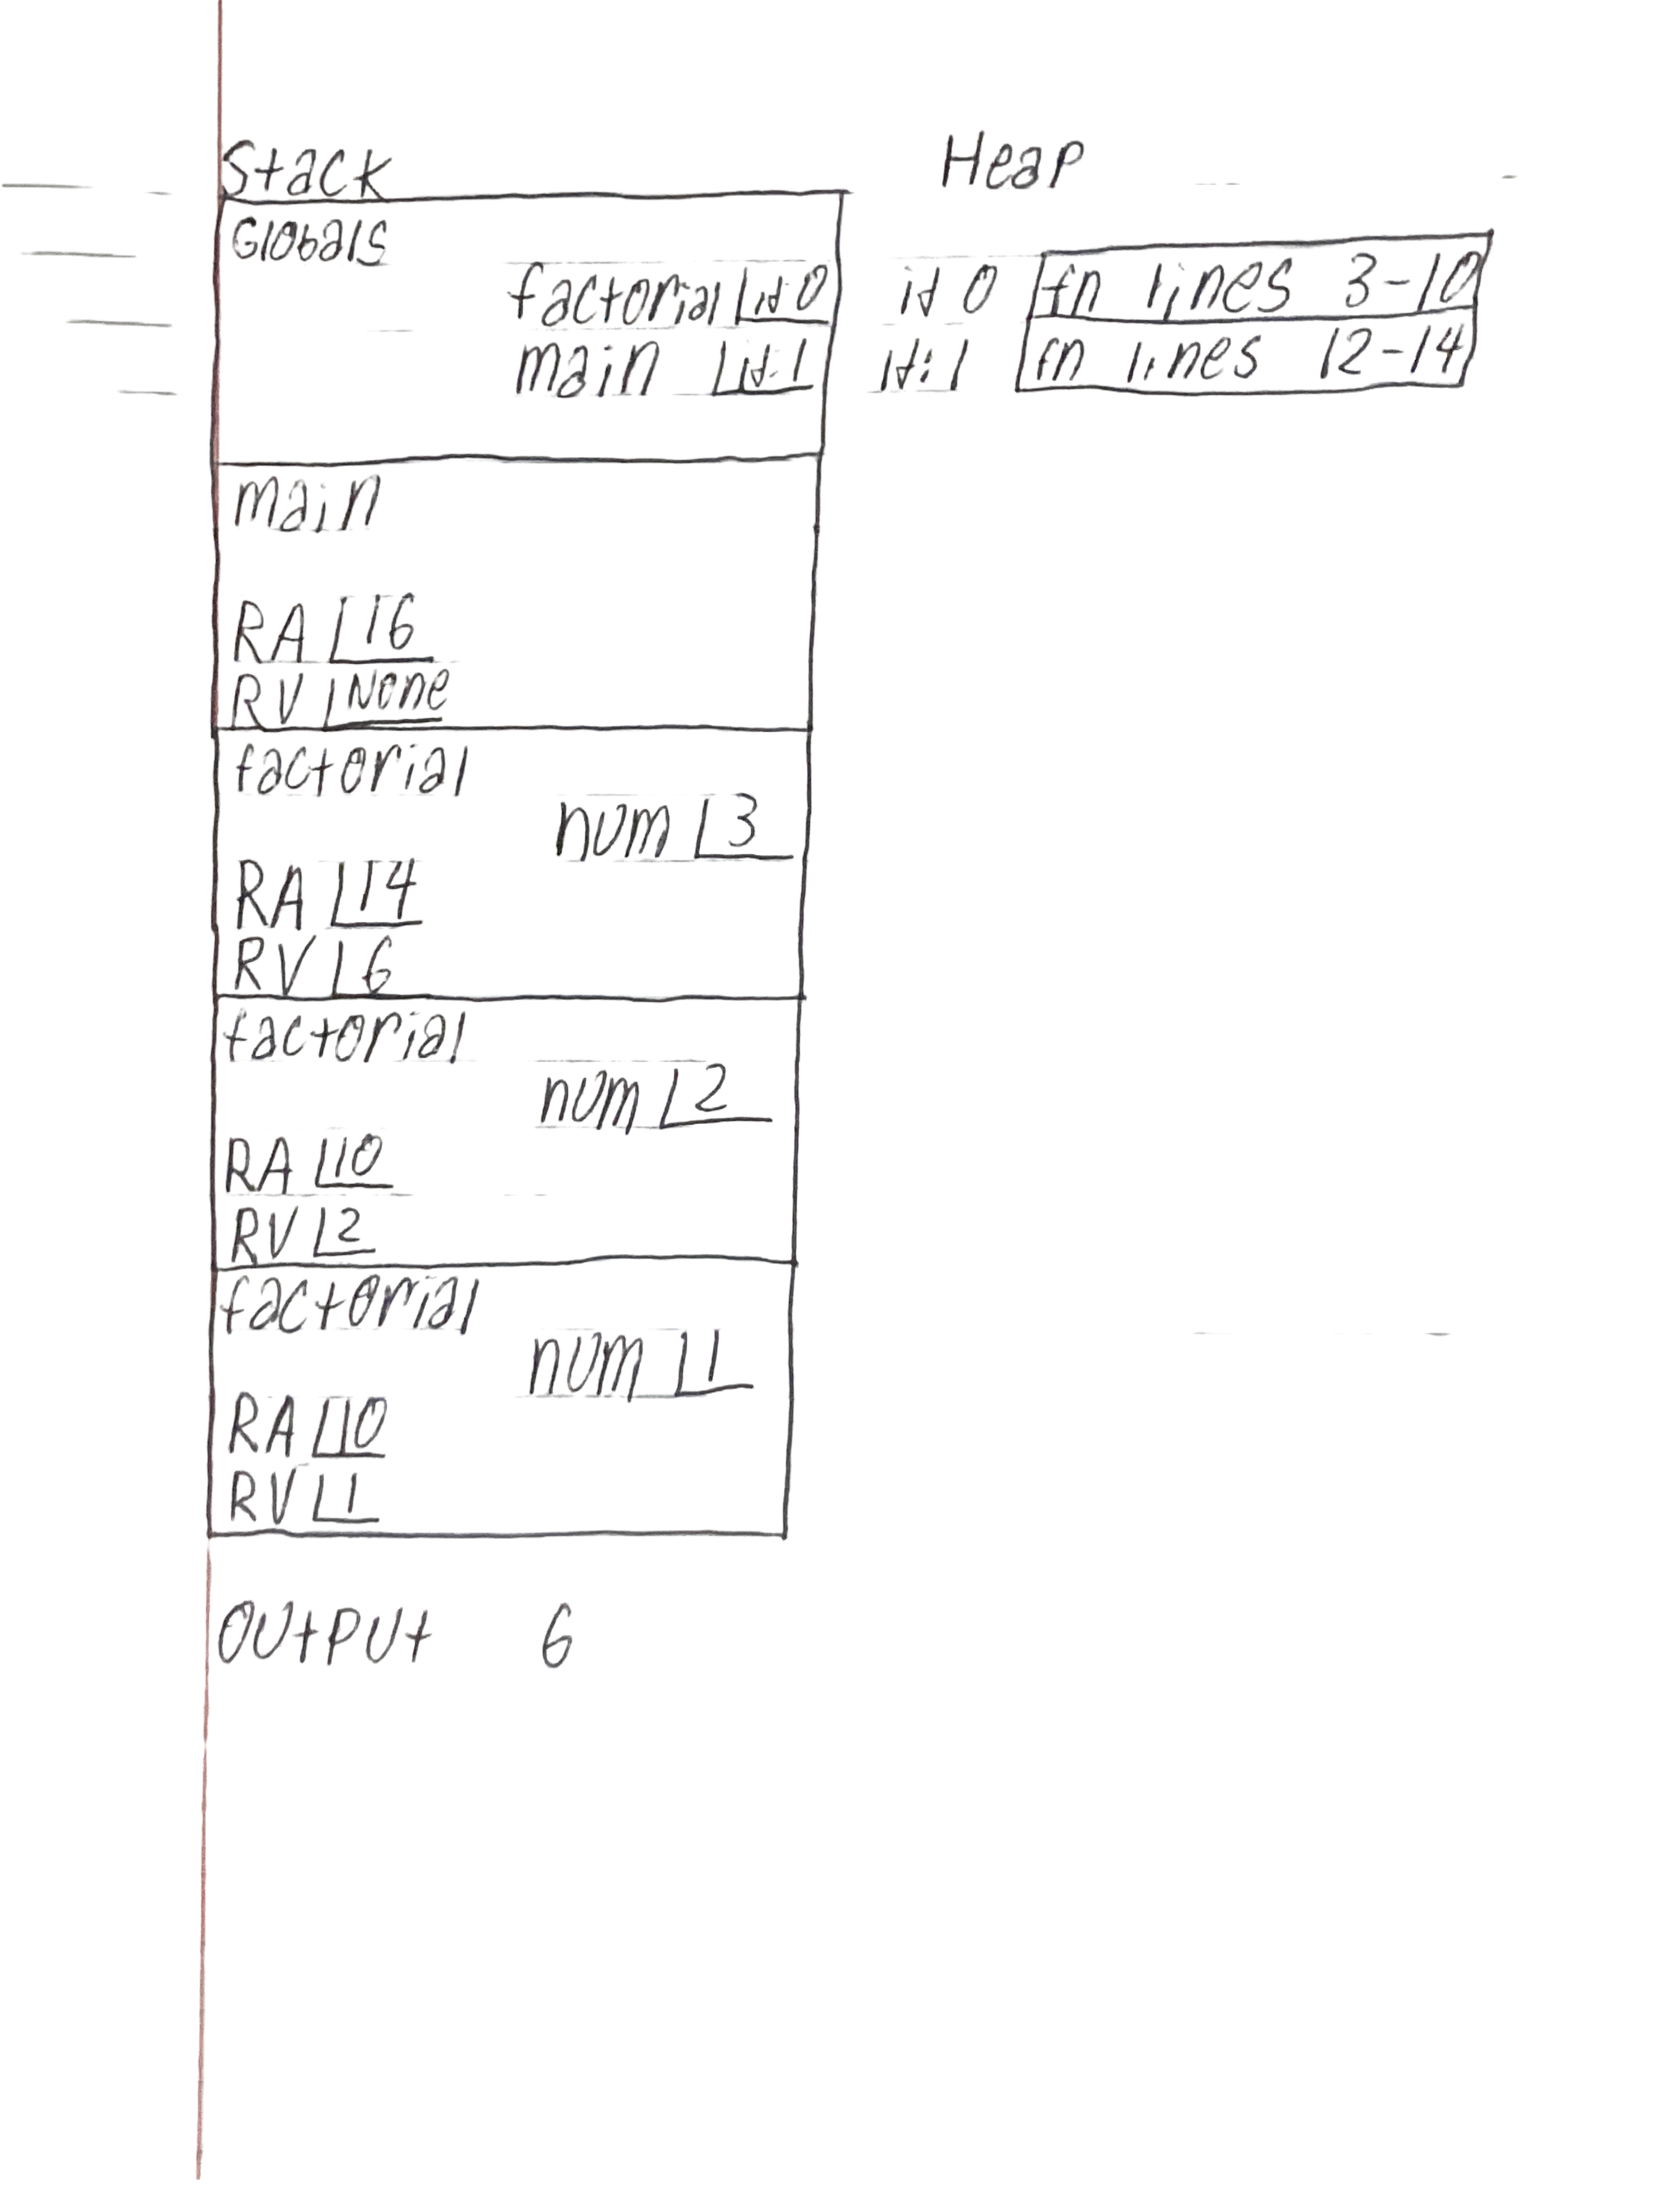 Stack Heap
Globals
factorial id:0 id 0 fn lines 3-10
main id:1 id:1 fn lines 12-14
main
RA 16
RV None
factorial
num 3
RA 14
RV 6
factorial
num 2
RA 10
RV 2
factorial
num 1
RA 10
RV 1
OUtPUt 6